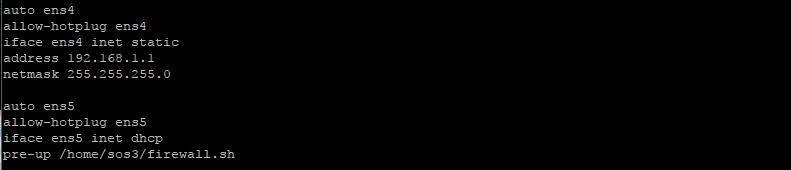 auto ens4
allow-hotplug ens4
iface ens4 inet static
address 192.168.1.1
netmask 255.255.255.0

auto ens5
allow-hotplug ens5
iface ens5 inet dhcp
pre-up /home/sos3/firewall.sh